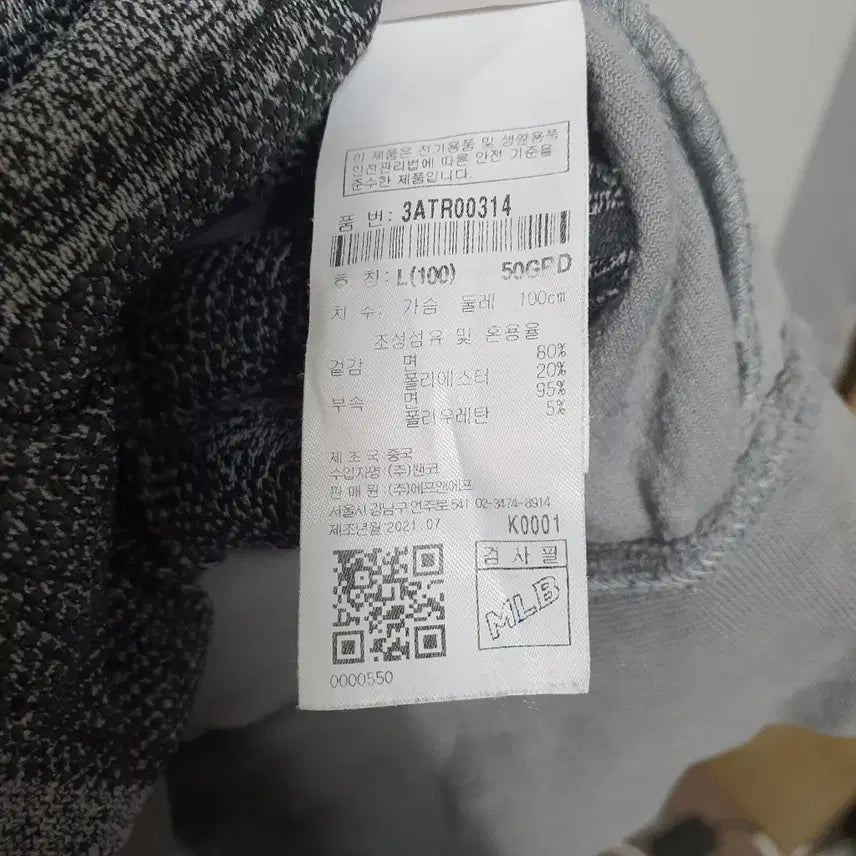 이 제품은 전기용품 및 생활용품
안전관리법에 따른 안전 기준을
준수한 제품입니다.
품 번: 3ATR00314
호 칭: L(100) 50GRD
치 수: 가슴 둘레 100cm
조성섬유 및 혼용율
겉감 면 80%
폴리에스터 20%
부속 면 95%
폴리우레탄 5%
제 조 국: 중국
수입자명: (주)팬코
판 매 원: (주)에프앤에프
서울시 강남구 언주로 541 02-3474-8914
제조년월: 2021. 07 K0001
검 사 필
MLB
0000550